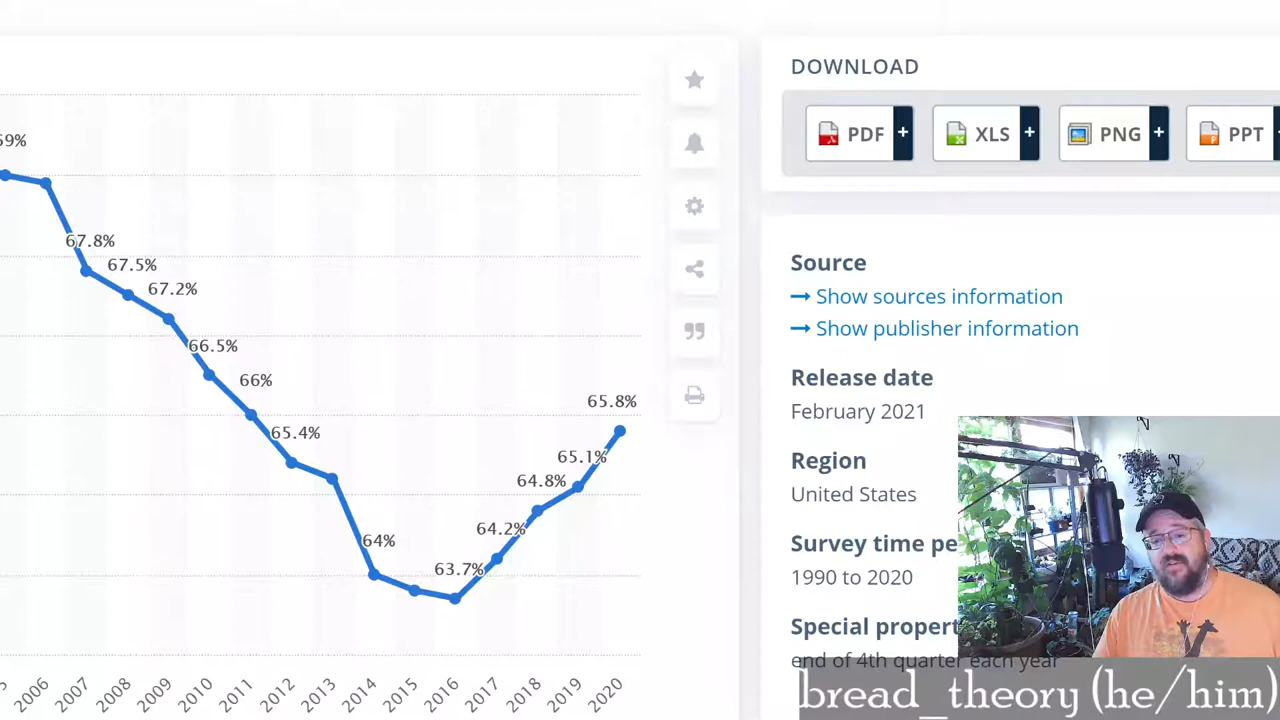 59%
67.8%
67.5%
67.2%
66.5%
66%
65.4%
64%
63.7%
64.2%
64.8%
65.1%
65.8%
2006
2007
2008
2009
2010
2011
2012
2013
2014
2015
2016
2017
2018
2019
2020
DOWNLOAD
PDF +
XLS +
PNG +
PPT
Source
→ Show sources information
→ Show publisher information
Release date
February 2021
Region
United States
Survey time pe
1990 to 2020
Special propert
end of 4th quarter each year
bread_theory (he/him)